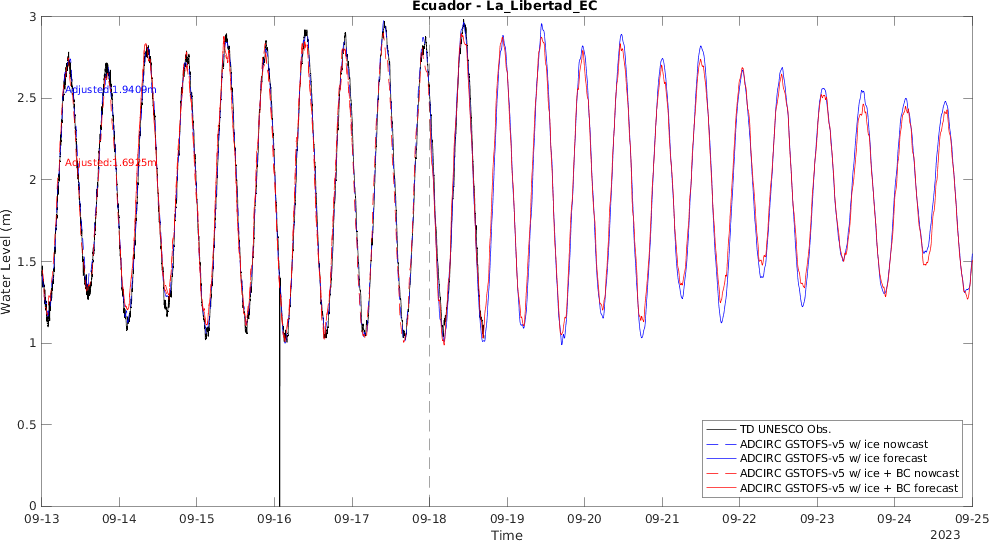 Ecuador - La_Libertad_EC
3
2.5
2
1.5
1
0.5
0
Water Level (m)
Adjusted:1.9409m
Adjusted:1.6925m
TD UNESCO Obs.
ADCIRC GSTOFS-v5 w/ ice nowcast
ADCIRC GSTOFS-v5 w/ ice forecast
ADCIRC GSTOFS-v5 w/ ice + BC nowcast
ADCIRC GSTOFS-v5 w/ ice + BC forecast
09-13 09-14 09-15 09-16 09-17 09-18 09-19 09-20 09-21 09-22 09-23 09-24 09-25
Time
2023